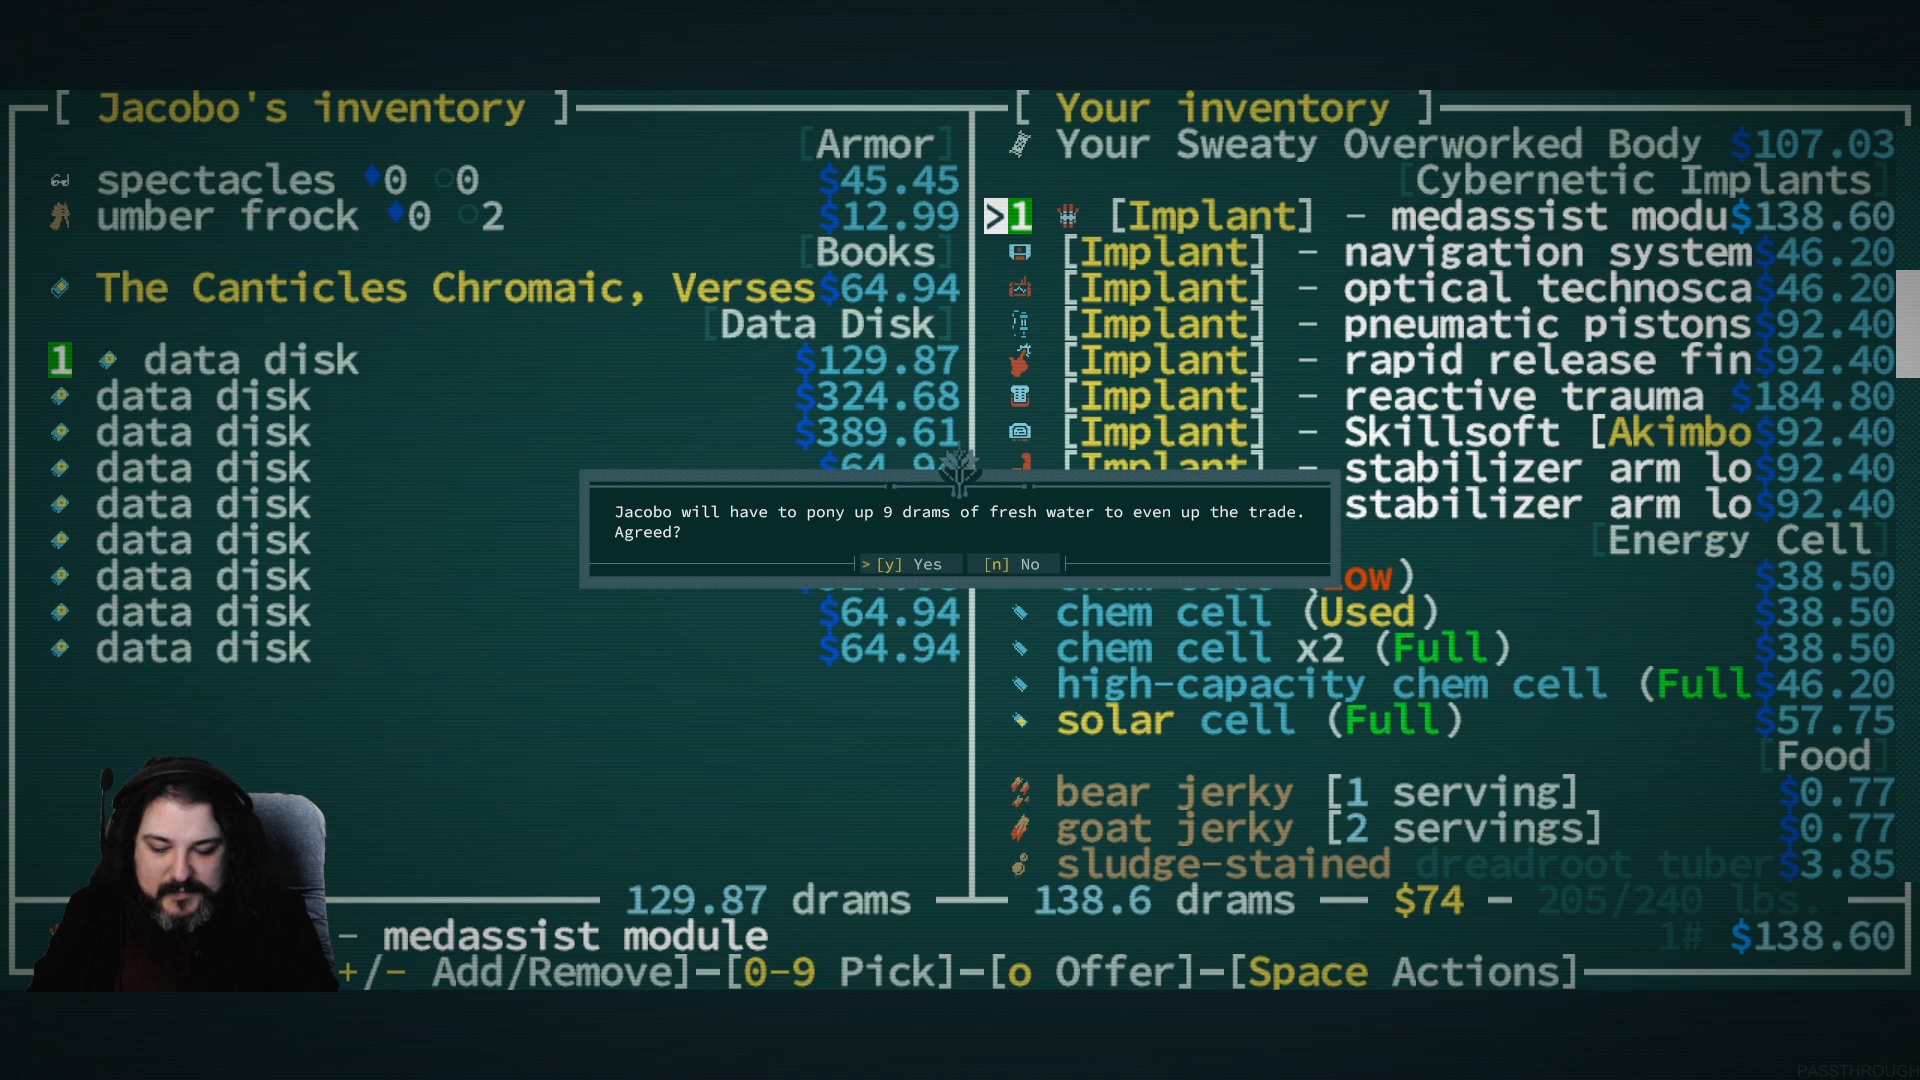 [ Jacobo's inventory ]
[Armor]
spectacles ♦0 ○0 $45.45
umber frock ♦0 ○2 $12.99
[Books]
The Canticles Chromaic, Verses $64.94
[Data Disk]
1 data disk $129.87
data disk $324.68
data disk $389.61
data disk
data disk
data disk
data disk
data disk $64.94
data disk $64.94
129.87 drams
[ Your inventory ]
Your Sweaty Overworked Body $107.03
[Cybernetic Implants]
>1 [Implant] - medassist modu $138.60
[Implant] - navigation system $46.20
[Implant] - optical technosca $46.20
[Implant] - pneumatic pistons $92.40
[Implant] - rapid release fin $92.40
[Implant] - reactive trauma $184.80
[Implant] - Skillsoft [Akimbo $92.40
[Implant] - stabilizer arm lo $92.40
stabilizer arm lo $92.40
[Energy Cell]
ow) $38.50
chem cell (Used) $38.50
chem cell x2 (Full) $38.50
high-capacity chem cell (Full $46.20
solar cell (Full) $57.75
[Food]
bear jerky [1 serving] $0.77
goat jerky [2 servings] $0.77
sludge-stained dreadroot tuber $3.85
138.6 drams — $74 — 205/240 lbs.
Jacobo will have to pony up 9 drams of fresh water to even up the trade.
Agreed?
> [y] Yes [n] No
- medassist module 1# $138.60
+/- Add/Remove]—[0-9 Pick]—[o Offer]—[Space Actions]
PASSTHROUGH